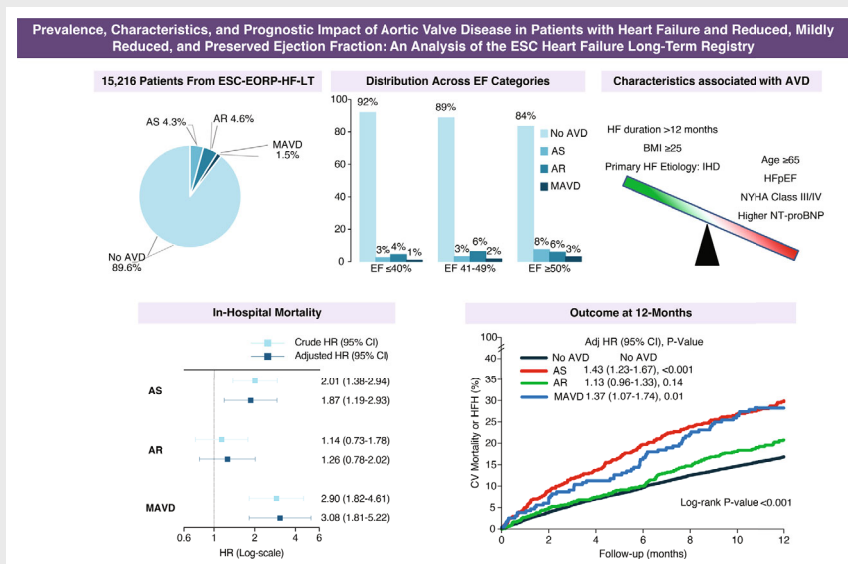 Prevalence, Characteristics, and Prognostic Impact of Aortic Valve Disease in Patients with Heart Failure and Reduced, Mildly
Reduced, and Preserved Ejection Fraction: An Analysis of the ESC Heart Failure Long-Term Registry
15,216 Patients From ESC-EORP-HF-LT
AS 4.3%
AR 4.6%
MAVD
1.5%
No AVD
89.6%
Distribution Across EF Categories
100
80
60
40
20
0
92%
3%
4%
1%
89%
3%
6%
2%
84%
8%
6%
3%
EF ≤40%
EF 41-49%
EF ≥50%
No AVD
AS
AR
MAVD
Characteristics associated with AVD
HF duration >12 months
BMI ≥25
Primary HF Etiology: IHD
Age ≥65
HFpEF
NYHA Class III/IV
Higher NT-proBNP
In-Hospital Mortality
Crude HR (95% CI)
Adjusted HR (95% CI)
AS
2.01 (1.38-2.94)
1.87 (1.19-2.93)
AR
1.14 (0.73-1.78)
1.26 (0.78-2.02)
MAVD
2.90 (1.82-4.61)
3.08 (1.81-5.22)
0.6
1
2
4
6
HR (Log-scale)
Outcome at 12-Months
Adj HR (95% CI), P-Value
No AVD No AVD
AS 1.43 (1.23-1.67), <0.001
AR 1.13 (0.96-1.33), 0.14
MAVD 1.37 (1.07-1.74), 0.01
CV Mortality or HFH (%)
100
40
35
30
25
20
15
10
5
0
Log-rank P-value <0.001
0
2
4
6
8
10
12
Follow-up (months)